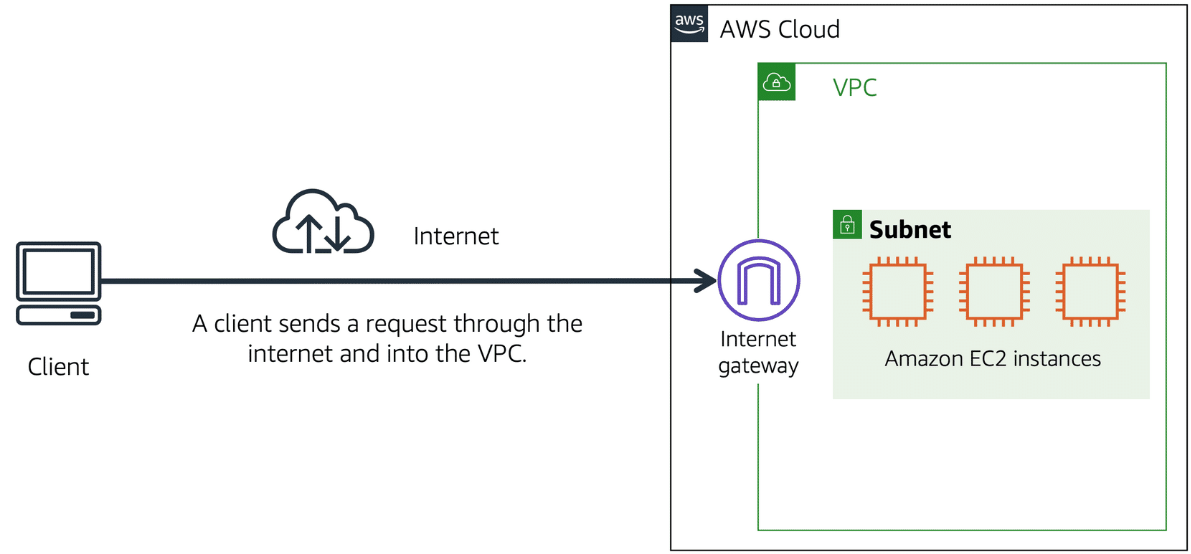 aws
AWS Cloud
VPC
Subnet
Internet
Internet
gateway
A client sends a request through the
internet and into the VPC.
Amazon EC2 instances
Client